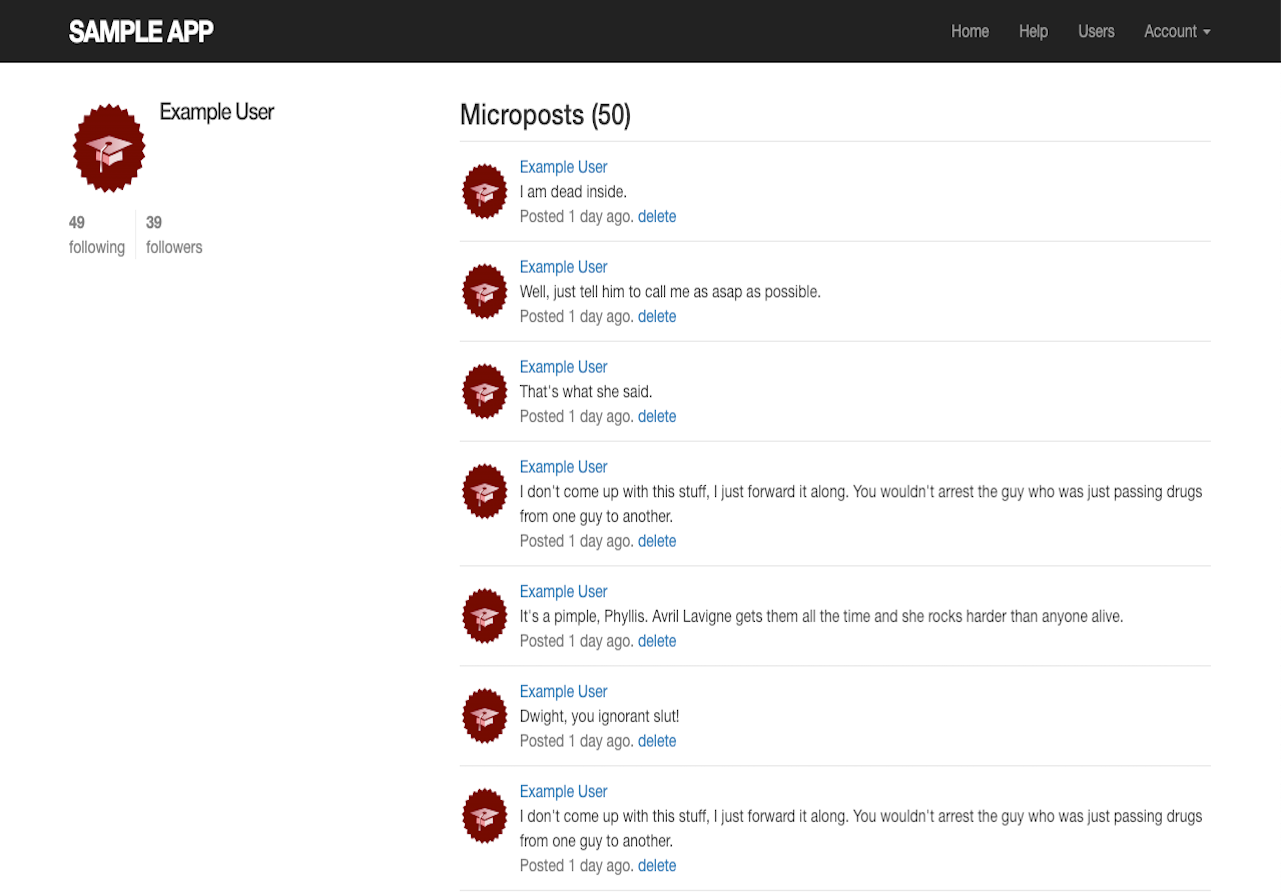 SAMPLE APP
Home
Help
Users
Account
Example User
49
following
39
followers
Microposts (50)
Example User
I am dead inside.
Posted 1 day ago. delete
Example User
Well, just tell him to call me as asap as possible.
Posted 1 day ago. delete
Example User
That's what she said.
Posted 1 day ago. delete
Example User
I don't come up with this stuff, I just forward it along. You wouldn't arrest the guy who was just passing drugs
from one guy to another.
Posted 1 day ago. delete
Example User
It's a pimple, Phyllis. Avril Lavigne gets them all the time and she rocks harder than anyone alive.
Posted 1 day ago. delete
Example User
Dwight, you ignorant slut!
Posted 1 day ago. delete
Example User
I don't come up with this stuff, I just forward it along. You wouldn't arrest the guy who was just passing drugs
from one guy to another.
Posted 1 day ago. delete